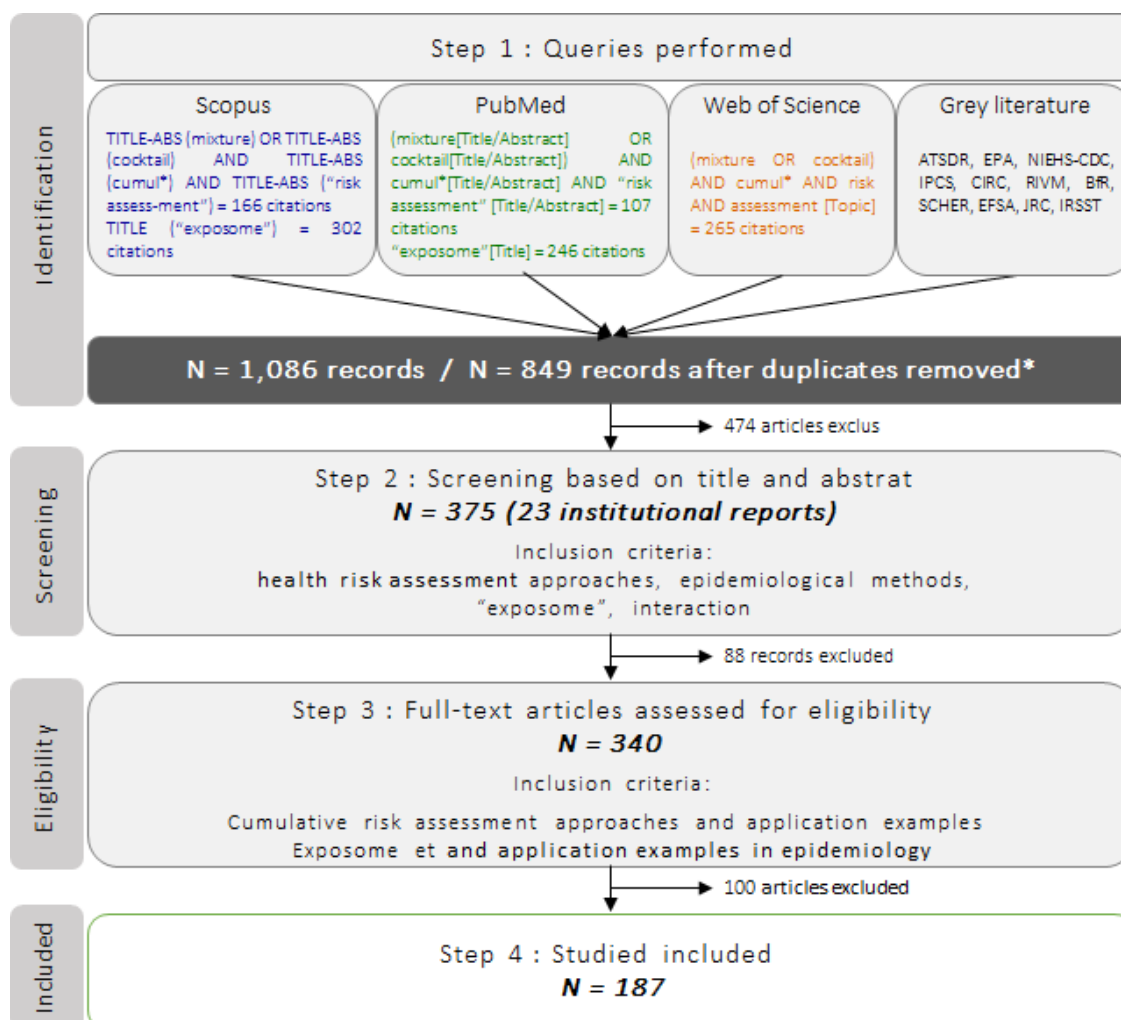 Identification
Step 1 : Queries performed
Scopus
TITLE-ABS (mixture) OR TITLE-ABS
(cocktail) AND TITLE-ABS
(cumul*) AND TITLE-ABS (“risk
assess-ment”) = 166 citations
TITLE (“exposome”) = 302
citations
PubMed
(mixture[Title/Abstract] OR
cocktail[Title/Abstract]) AND
cumul*[Title/Abstract] AND “risk
assessment” [Title/Abstract] = 107
citations
“exposome”[Title] = 246 citations
Web of Science
(mixture OR cocktail)
AND cumul* AND risk
AND assessment [Topic]
= 265 citations
Grey literature
ATSDR, EPA, NIEHS-CDC,
IPCS, CIRC, RIVM, BfR,
SCHER, EFSA, JRC, IRSST
N = 1,086 records / N = 849 records after duplicates removed*
474 articles exclus
Screening
Step 2 : Screening based on title and abstrat
N = 375 (23 institutional reports)
Inclusion criteria:
health risk assessment approaches, epidemiological methods,
“exposome”, interaction
88 records excluded
Eligibility
Step 3 : Full-text articles assessed for eligibility
N = 340
Inclusion criteria:
Cumulative risk assessment approaches and application examples
Exposome et and application examples in epidemiology
100 articles excluded
Included
Step 4 : Studied included
N = 187